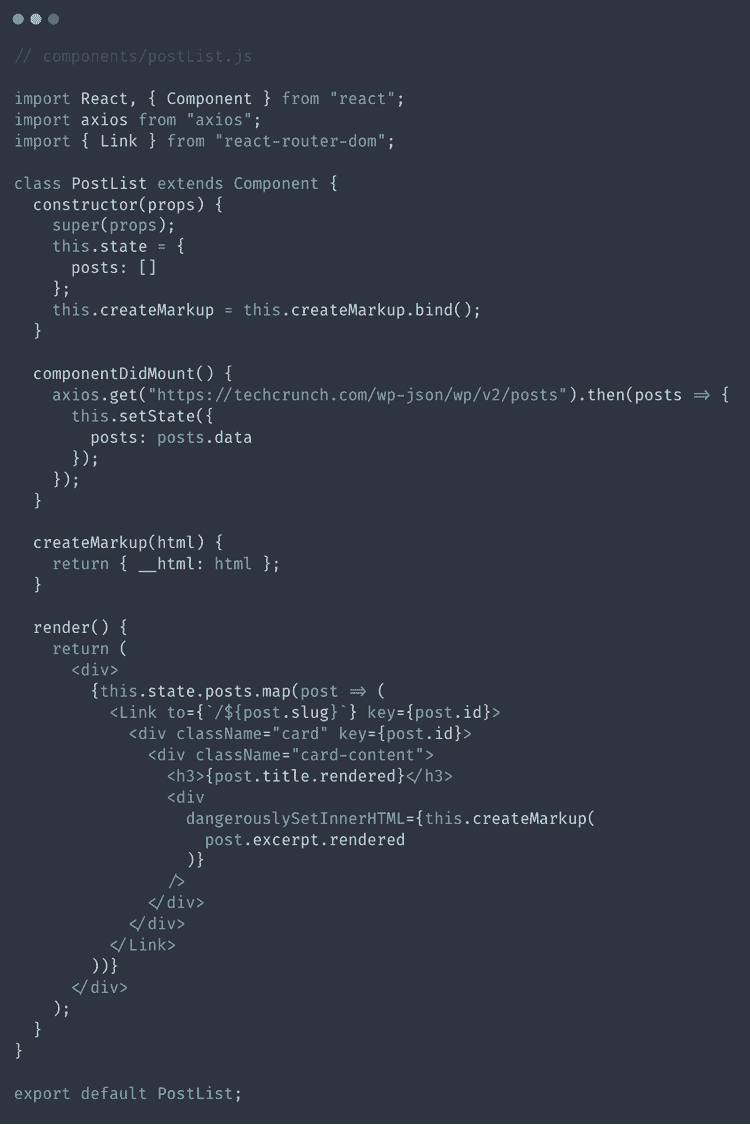 // components/postList.js

import React, { Component } from "react";
import axios from "axios";
import { Link } from "react-router-dom";

class PostList extends Component {
  constructor(props) {
    super(props);
    this.state = {
      posts: []
    };
    this.createMarkup = this.createMarkup.bind();
  }

  componentDidMount() {
    axios.get("https://techcrunch.com/wp-json/wp/v2/posts").then(posts => {
      this.setState({
        posts: posts.data
      });
    });
  }

  createMarkup(html) {
    return { __html: html };
  }

  render() {
    return (
      <div>
        {this.state.posts.map(post => (
          <Link to={`/${post.slug}`} key={post.id}>
            <div className="card" key={post.id}>
              <div className="card-content">
                <h3>{post.title.rendered}</h3>
                <div
                  dangerouslySetInnerHTML={this.createMarkup(
                    post.excerpt.rendered
                  )}
                />
              </div>
            </div>
          </Link>
        ))}
      </div>
    );
  }
}

export default PostList;